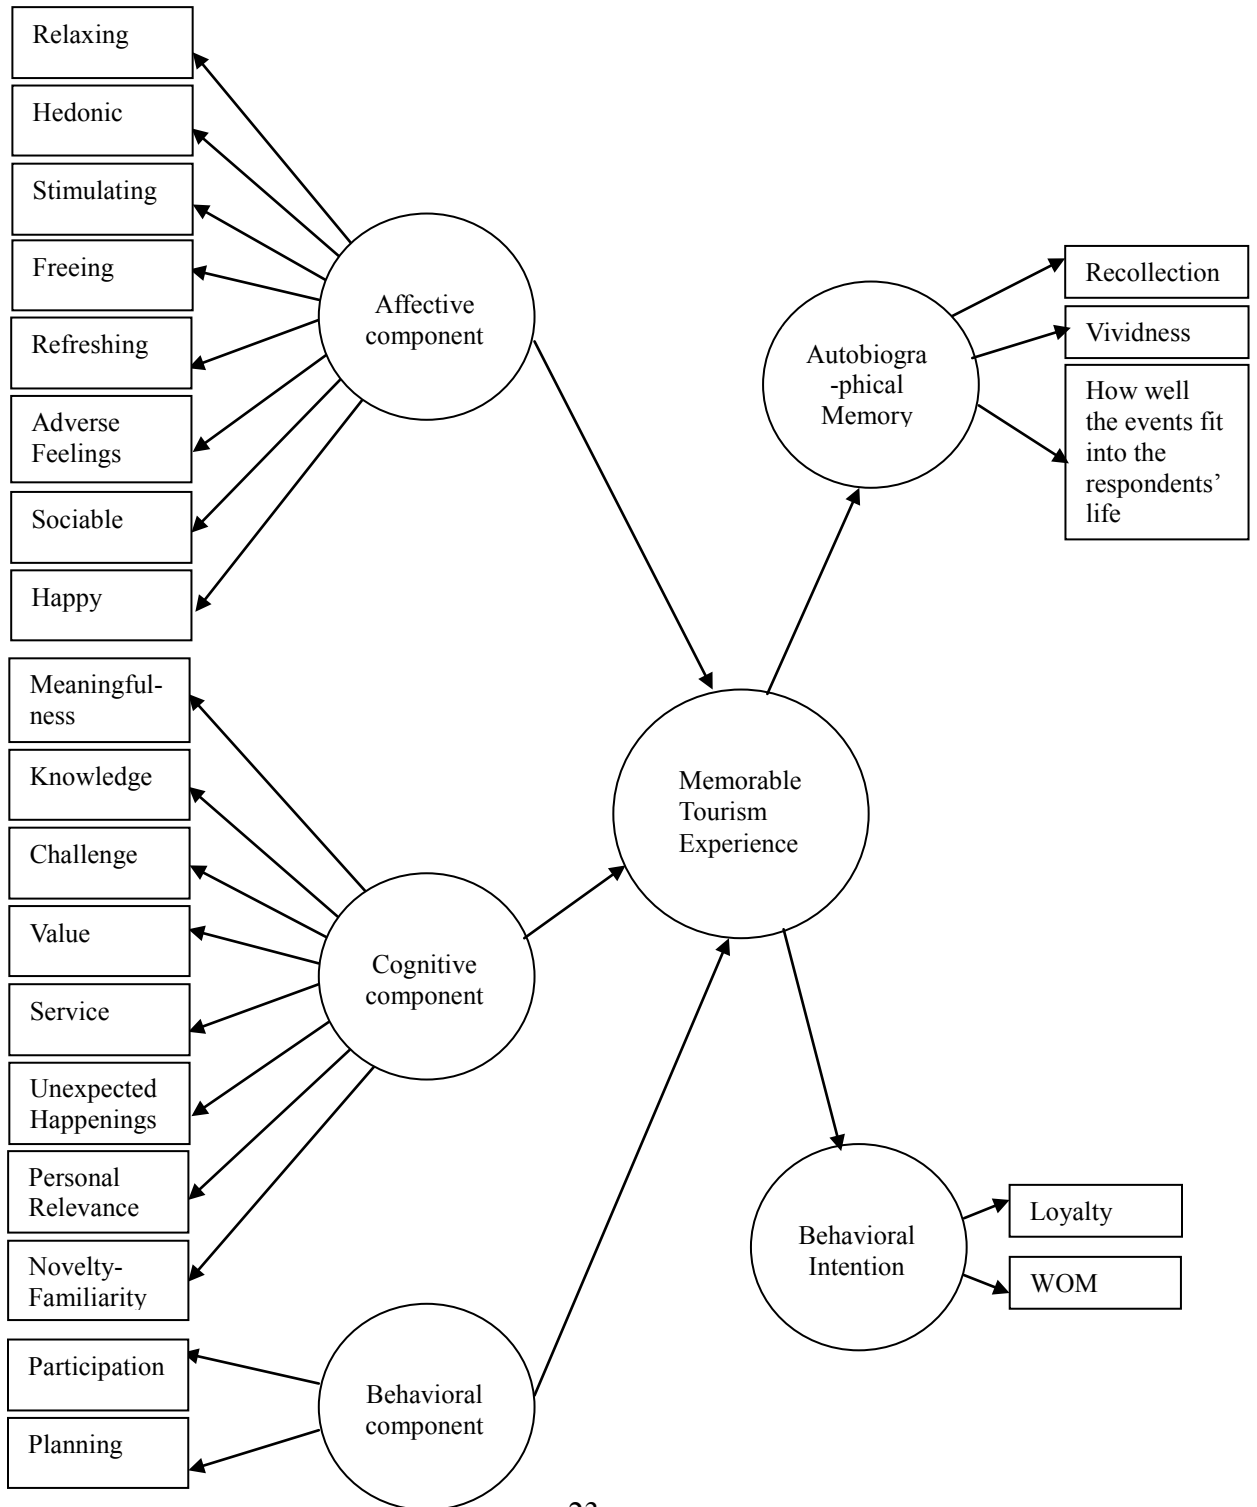 Relaxing
Hedonic
Stimulating
Freeing
Refreshing
Adverse
Feelings
Sociable
Happy
Meaningful-
ness
Knowledge
Challenge
Value
Service
Unexpected
Happenings
Personal
Relevance
Novelty-
Familiarity
Participation
Planning
Affective
component
Cognitive
component
Behavioral
component
Memorable
Tourism
Experience
Autobiogra
-phical
Memory
Recollection
Vividness
How well
the events fit
into the
respondents’
life
Behavioral
Intention
Loyalty
WOM